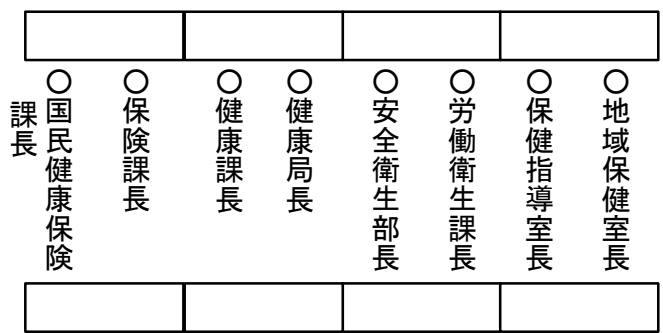 ○地域保健室長
○保健指導室長
○労働衛生課長
○安全衛生部長
○健康局長
○健康課長
○保険課長
○国民健康保険
課長